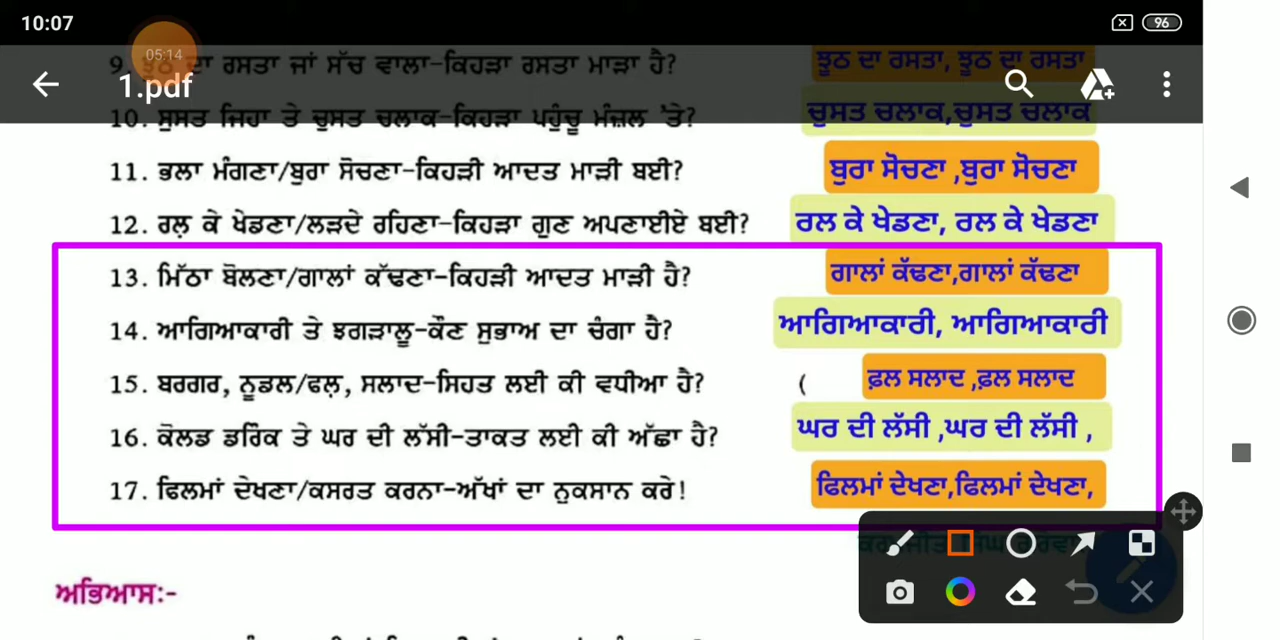 10:07
96
05:14
1.pdf
9. ਝੂਠ ਦਾ ਰਸਤਾ ਜਾਂ ਸੱਚ ਵਾਲਾ-ਕਿਹੜਾ ਰਸਤਾ ਮਾੜਾ ਹੈ? ਝੂਠ ਦਾ ਰਸਤਾ, ਝੂਠ ਦਾ ਰਸਤਾ
10. ਸੁਸਤ ਜਿਹਾ ਤੇ ਚੁਸਤ ਚਲਾਕ-ਕਿਹੜਾ ਪਹੁੰਚੂ ਮੰਜ਼ਲ 'ਤੇ? ਚੁਸਤ ਚਲਾਕ,ਚੁਸਤ ਚਲਾਕ
11. ਭਲਾ ਮੰਗਣਾ/ਬੁਰਾ ਸੋਚਣਾ-ਕਿਹੜੀ ਆਦਤ ਮਾੜੀ ਬਈ? ਬੁਰਾ ਸੋਚਣਾ ,ਬੁਰਾ ਸੋਚਣਾ
12. ਰਲ਼ ਕੇ ਖੇਡਣਾ/ਲੜਦੇ ਰਹਿਣਾ-ਕਿਹੜਾ ਗੁਣ ਅਪਣਾਈਏ ਬਈ? ਰਲ ਕੇ ਖੇਡਣਾ, ਰਲ ਕੇ ਖੇਡਣਾ
13. ਮਿੱਠਾ ਬੋਲਣਾ/ਗਾਲਾਂ ਕੱਢਣਾ-ਕਿਹੜੀ ਆਦਤ ਮਾੜੀ ਹੈ? ਗਾਲਾਂ ਕੱਢਣਾ,ਗਾਲਾਂ ਕੱਢਣਾ
14. ਆਗਿਆਕਾਰੀ ਤੇ ਝਗੜਾਲੂ-ਕੌਣ ਸੁਭਾਅ ਦਾ ਚੰਗਾ ਹੈ? ਆਗਿਆਕਾਰੀ, ਆਗਿਆਕਾਰੀ
15. ਬਰਗਰ, ਨੂਡਲ/ਫਲ਼, ਸਲਾਦ-ਸਿਹਤ ਲਈ ਕੀ ਵਧੀਆ ਹੈ? ( ਫ਼ਲ ਸਲਾਦ ,ਫ਼ਲ ਸਲਾਦ
16. ਕੋਲਡ ਡਰਿੰਕ ਤੇ ਘਰ ਦੀ ਲੱਸੀ-ਤਾਕਤ ਲਈ ਕੀ ਅੱਛਾ ਹੈ? ਘਰ ਦੀ ਲੱਸੀ ,ਘਰ ਦੀ ਲੱਸੀ ,
17. ਫਿਲਮਾਂ ਦੇਖਣਾ/ਕਸਰਤ ਕਰਨਾ-ਅੱਖਾਂ ਦਾ ਨੁਕਸਾਨ ਕਰੇ! ਫਿਲਮਾਂ ਦੇਖਣਾ,ਫਿਲਮਾਂ ਦੇਖਣਾ,
ਅਭਿਆਸ:-